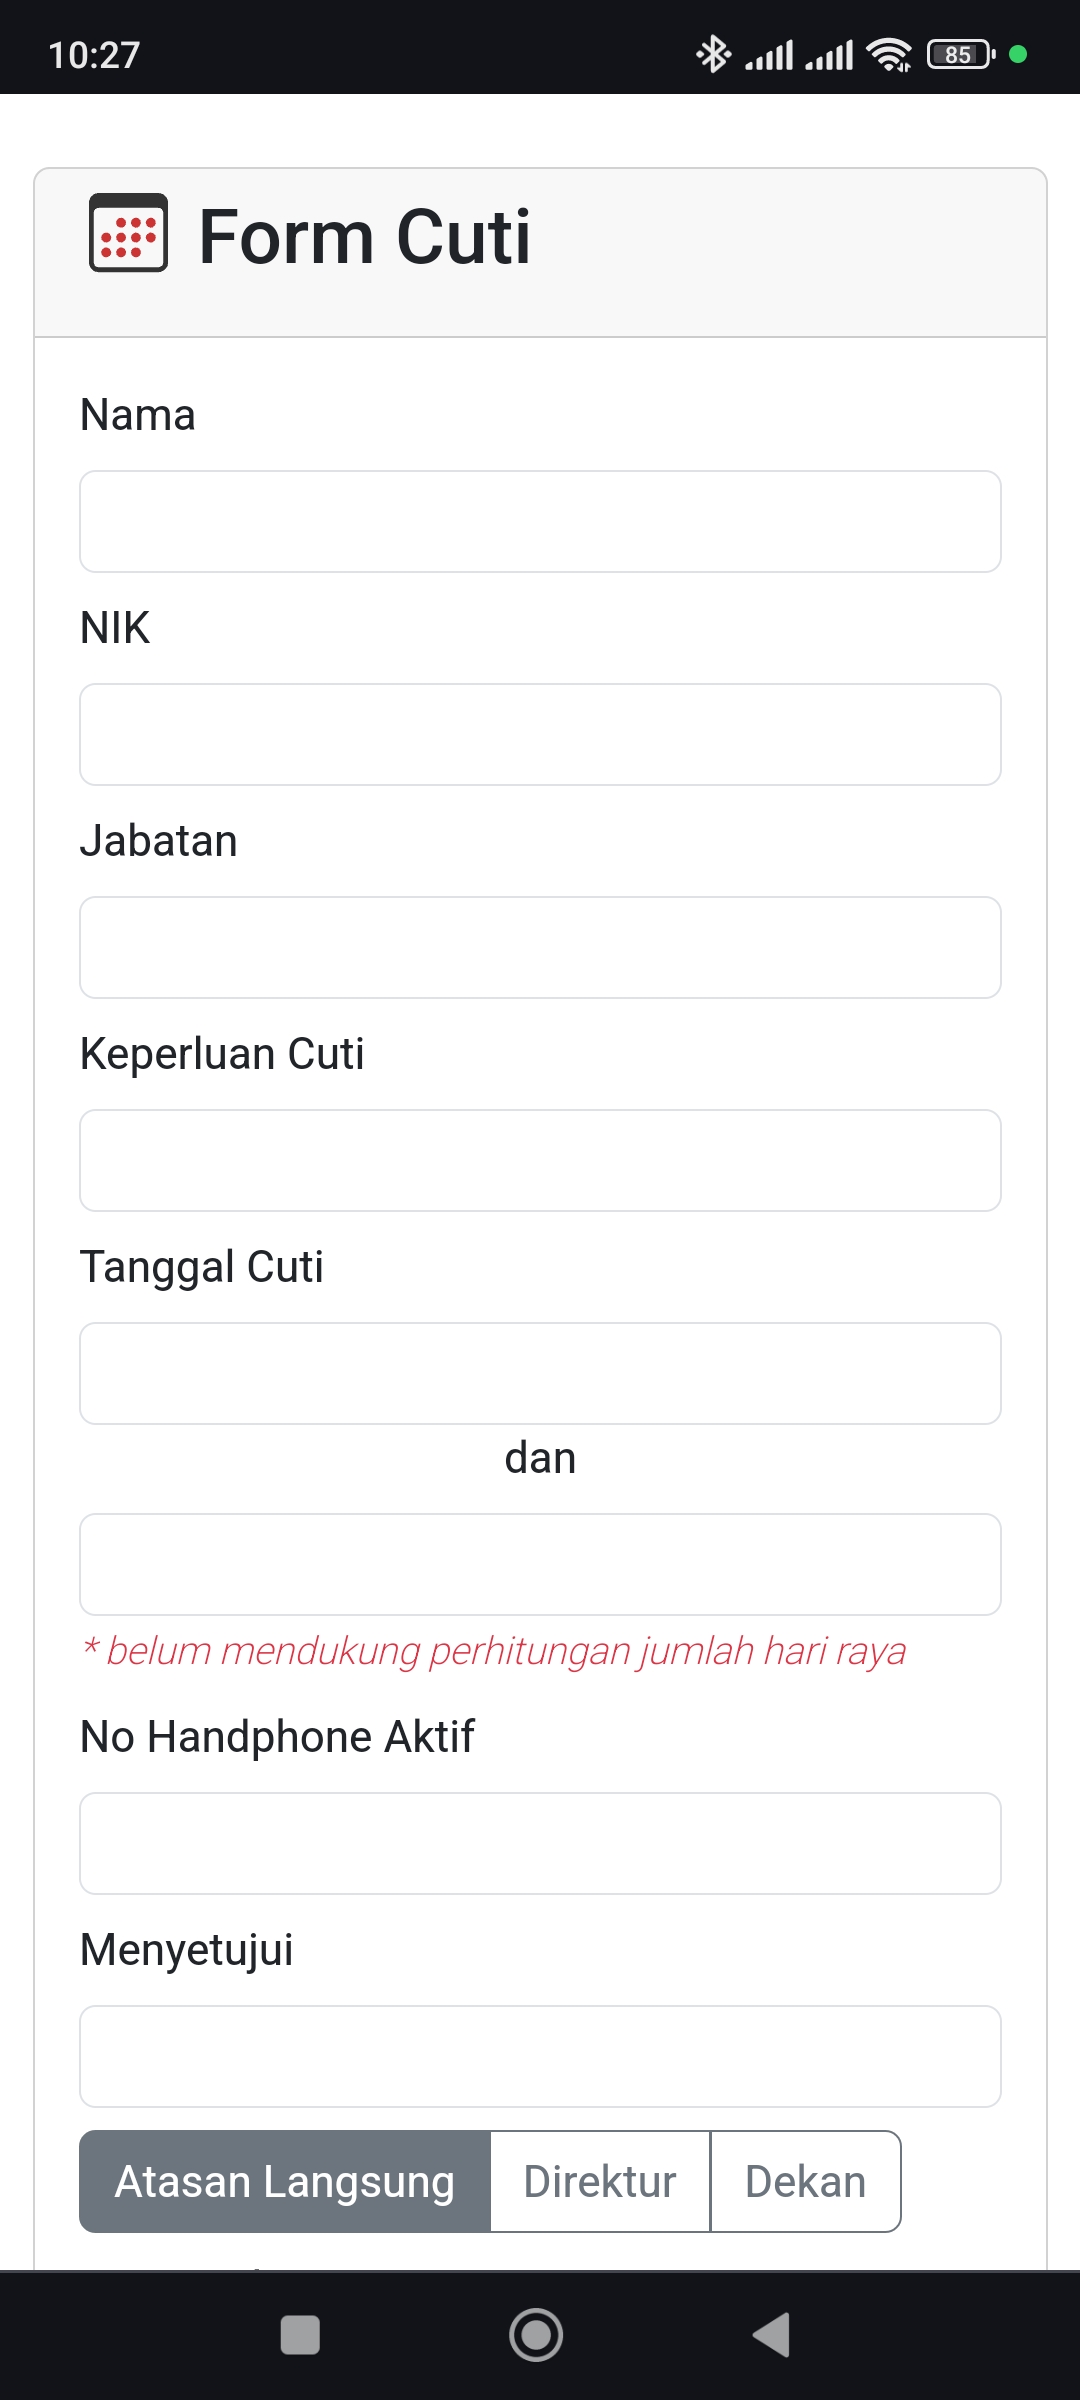 10:27
85
Form Cuti
Nama
NIK
Jabatan
Keperluan Cuti
Tanggal Cuti
dan
* belum mendukung perhitungan jumlah hari raya
No Handphone Aktif
Menyetujui
Atasan Langsung Direktur Dekan